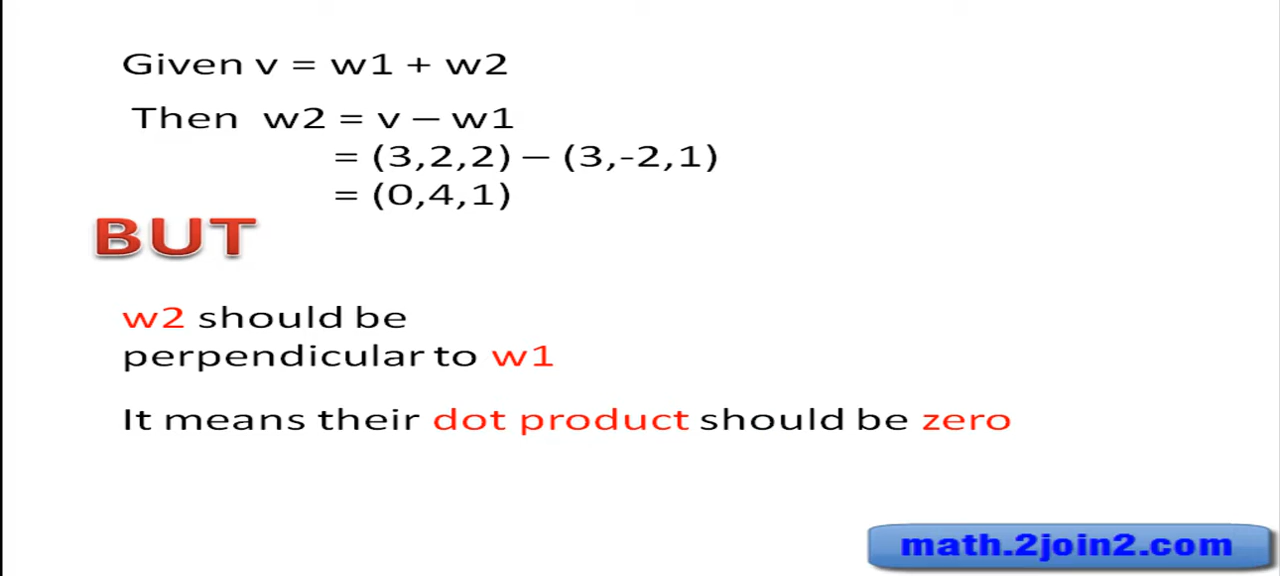 Given v = w1 + w2
Then w2 = v – w1
= (3,2,2) – (3,-2,1)
= (0,4,1)
BUT
w2 should be
perpendicular to w1
It means their dot product should be zero
math.2join2.com